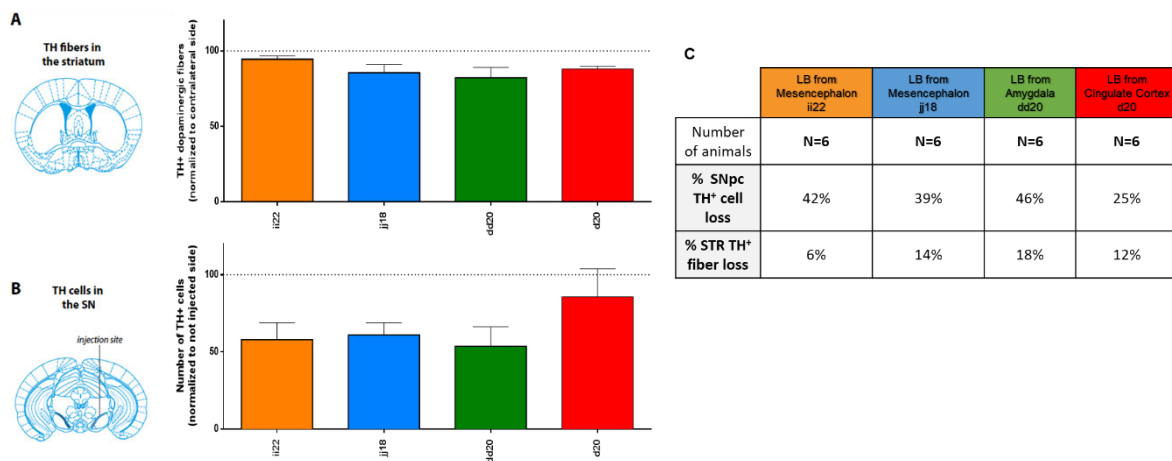 A
TH fibers in
the striatum
TH+ dopaminergic fibers
(normalized to contralateral side)
100
50
0
ii22
jj18
dd20
d20
B
TH cells in
the SN
injection site
Number of TH+ cells
(normalized to not injected side)
100
50
0
ii22
jj18
dd20
d20
C
LB from
Mesencephalon
ii22
LB from
Mesencephalon
jj18
LB from
Amygdala
dd20
LB from
Cingulate Cortex
d20
Number
of animals
N=6
N=6
N=6
N=6
% SNpc
TH⁺ cell
loss
42%
39%
46%
25%
% STR TH⁺
fiber loss
6%
14%
18%
12%